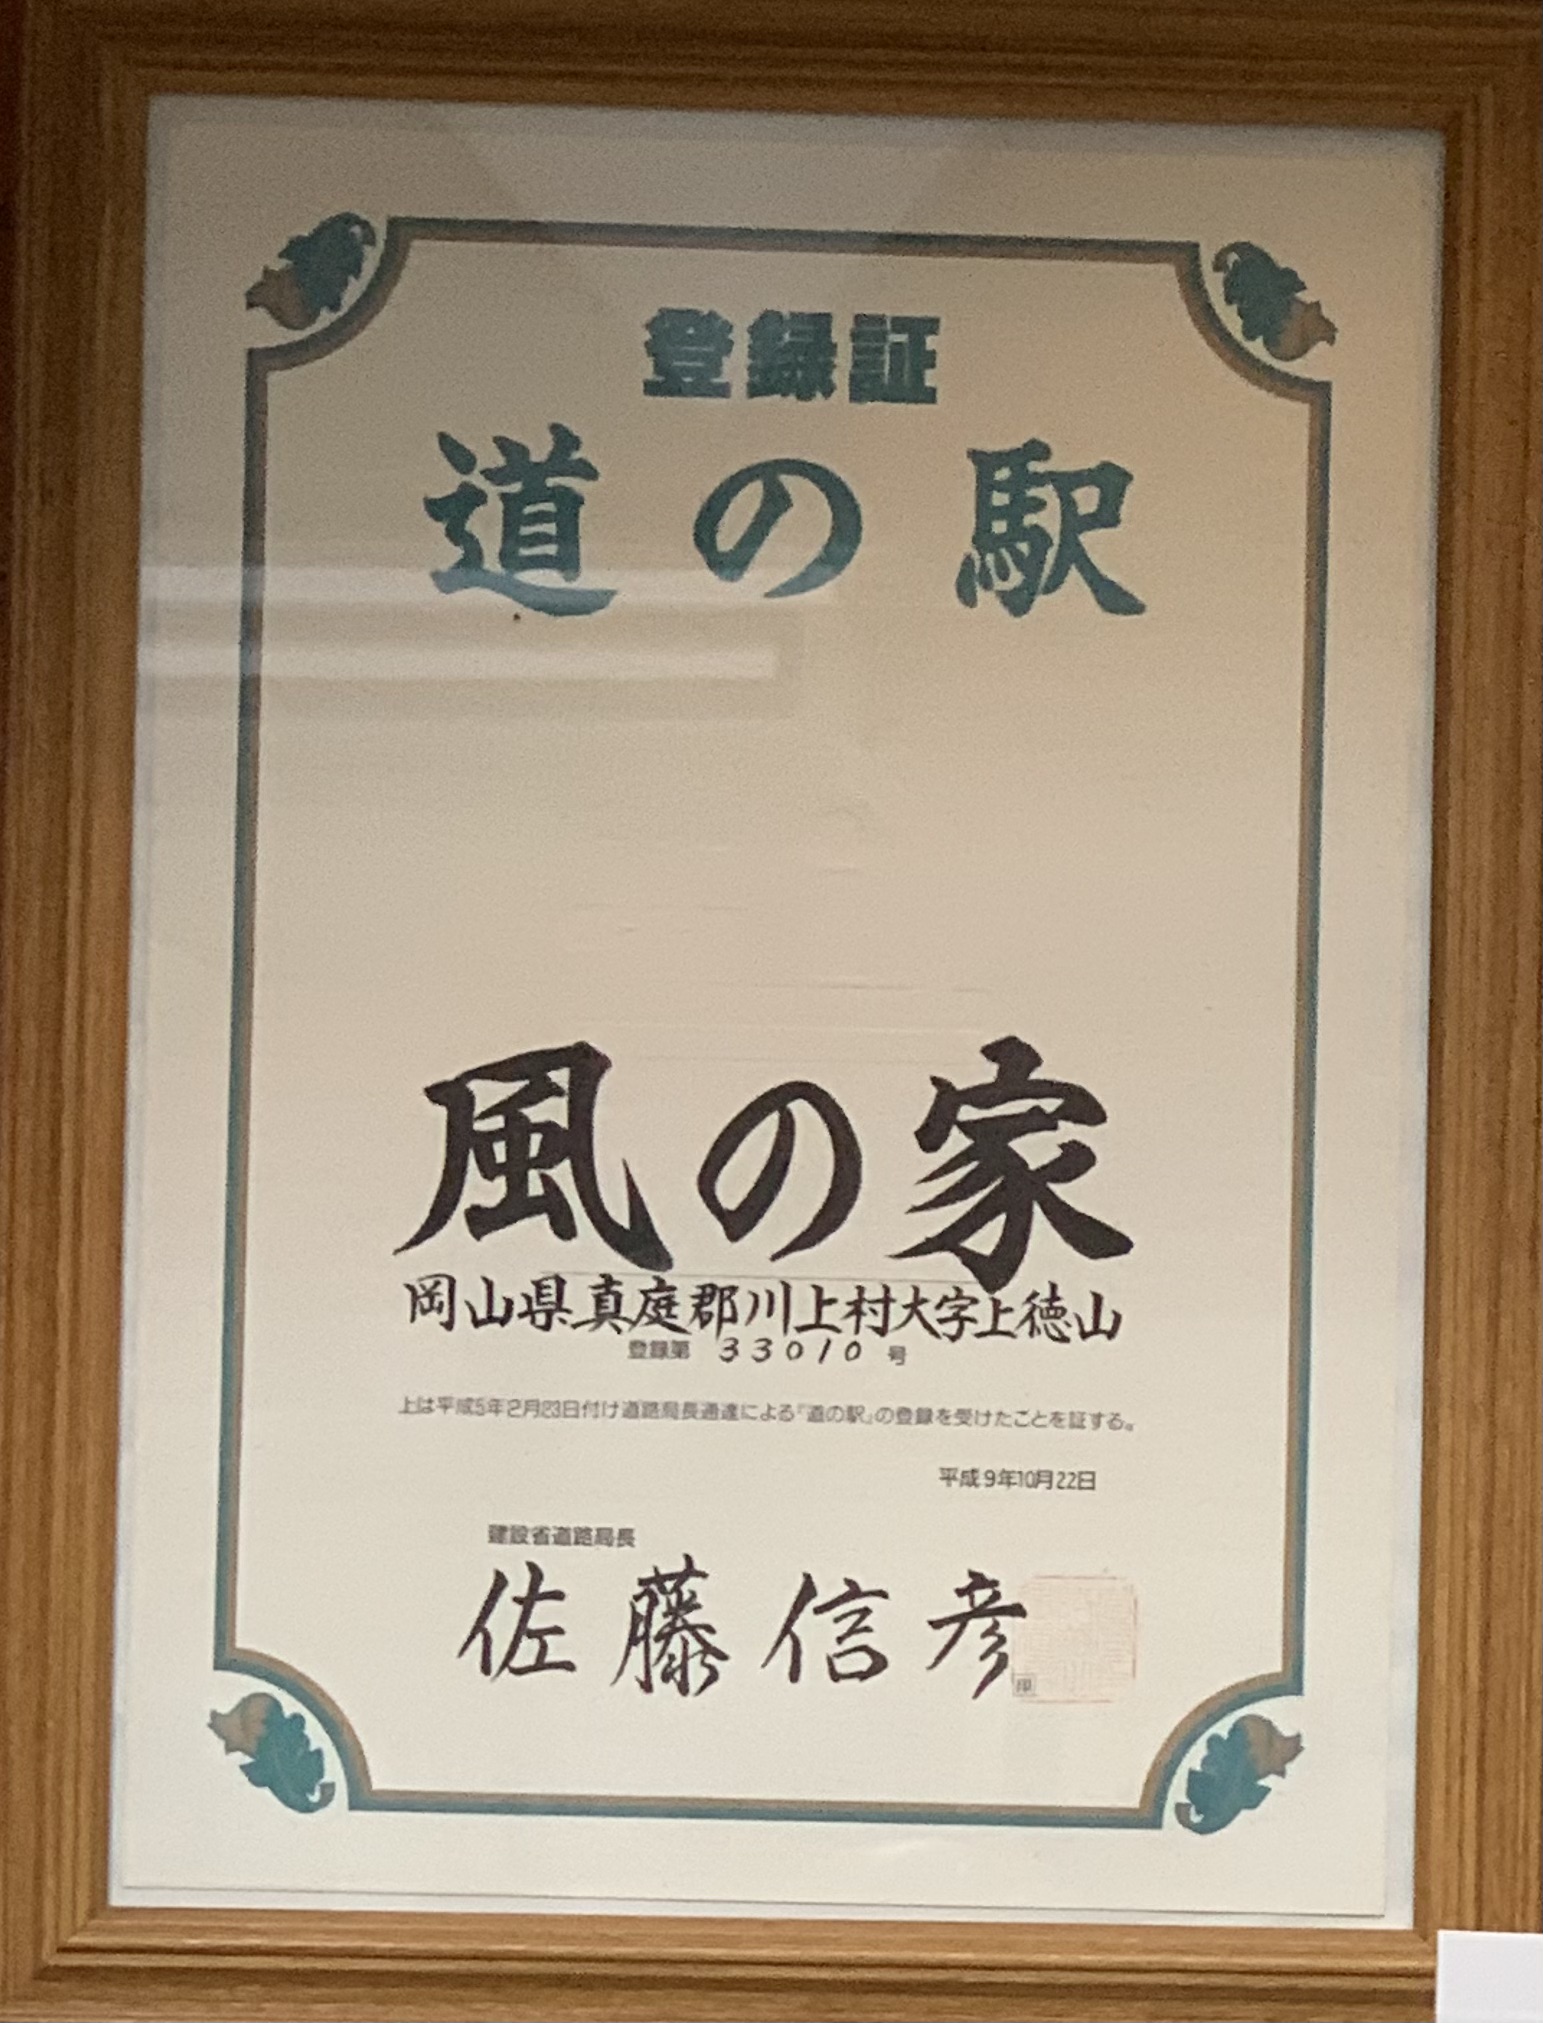 登録証
道の駅
風の家
岡山県真庭郡川上村大字上徳山
登録第 33010 号
上は平成5年2月23日付け道路局長通達による「道の駅」の登録を受けたことを証する。
平成9年10月22日
建設省道路局長
佐藤信彦
印